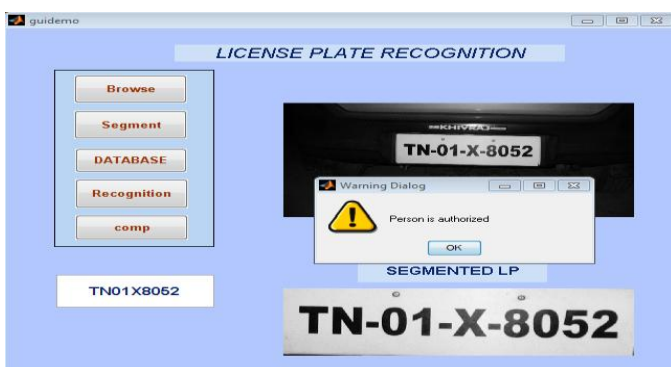 guidemo
LICENSE PLATE RECOGNITION
Browse
Segment
DATABASE
Recognition
comp
KHIVRAJ
TN-01-X-8052
Warning Dialog
Person is authorized
OK
SEGMENTED LP
TN01X8052
TN-01-X-8052